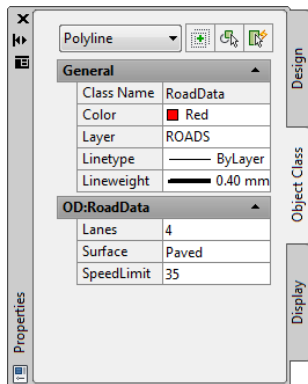 Polyline
General
Class Name RoadData
Color Red
Layer ROADS
Linetype ByLayer
Lineweight 0.40 mm
OD:RoadData
Lanes 4
Surface Paved
SpeedLimit 35
Design
Object Class
Display
Properties